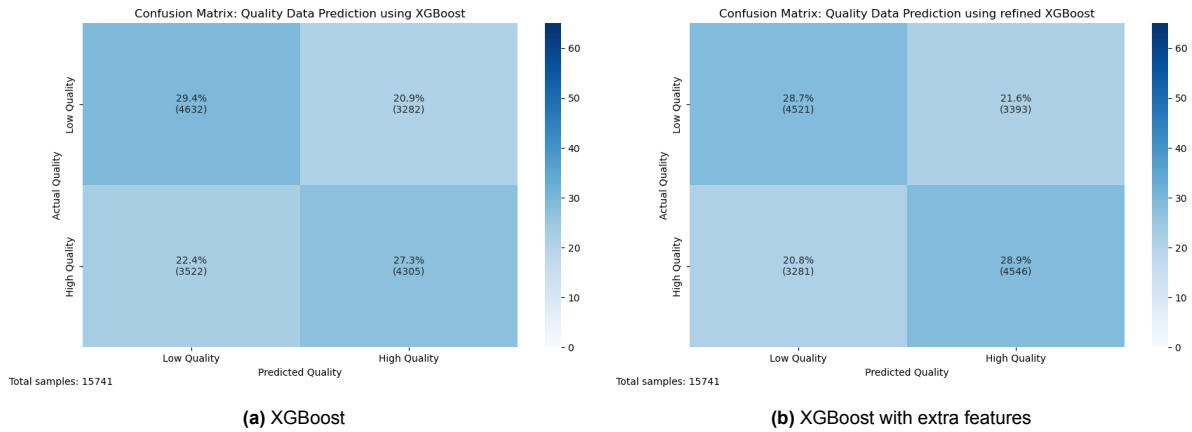 Confusion Matrix: Quality Data Prediction using XGBoost
Low Quality
High Quality
Actual Quality
29.4%
(4632)
20.9%
(3282)
22.4%
(3522)
27.3%
(4305)
Low Quality
High Quality
Predicted Quality
Total samples: 15741
60
50
40
30
20
10
0
(a) XGBoost
Confusion Matrix: Quality Data Prediction using refined XGBoost
Low Quality
High Quality
Actual Quality
28.7%
(4521)
21.6%
(3393)
20.8%
(3281)
28.9%
(4546)
Low Quality
High Quality
Predicted Quality
Total samples: 15741
60
50
40
30
20
10
0
(b) XGBoost with extra features